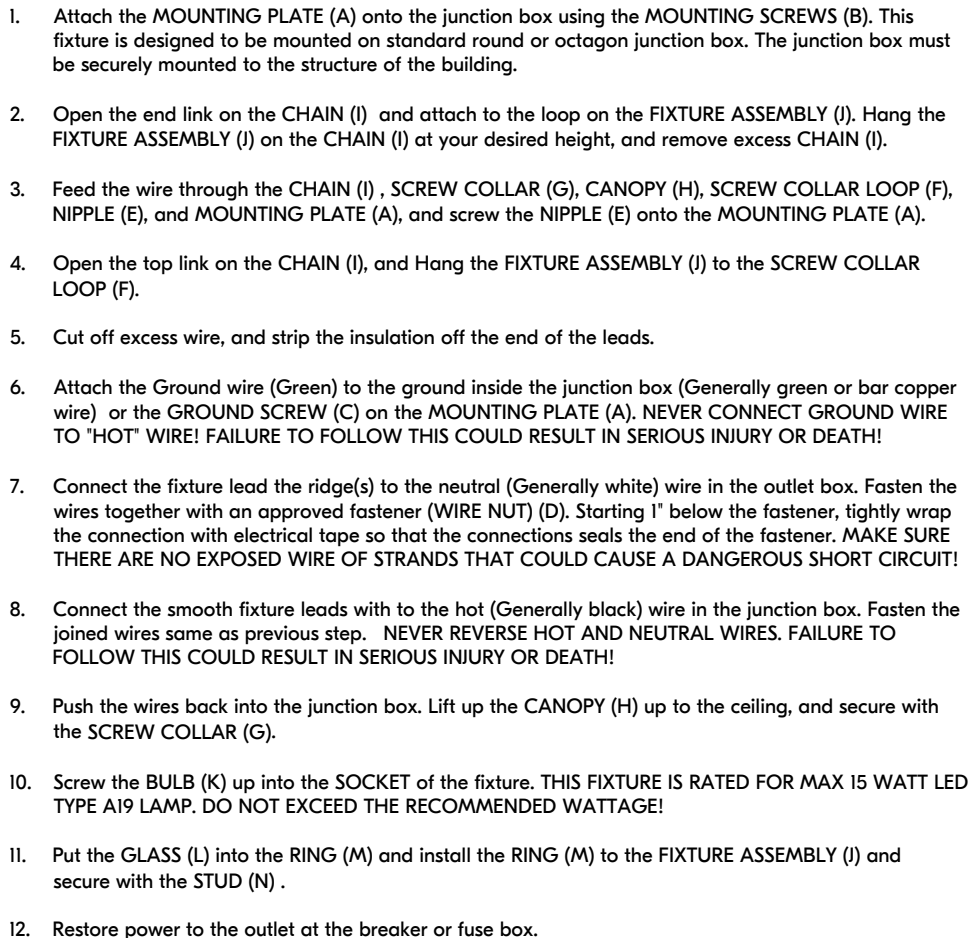 1. Attach the MOUNTING PLATE (A) onto the junction box using the MOUNTING SCREWS (B). This
fixture is designed to be mounted on standard round or octagon junction box. The junction box must
be securely mounted to the structure of the building.
2. Open the end link on the CHAIN (I) and attach to the loop on the FIXTURE ASSEMBLY (J). Hang the
FIXTURE ASSEMBLY (J) on the CHAIN (I) at your desired height, and remove excess CHAIN (I).
3. Feed the wire through the CHAIN (I) , SCREW COLLAR (G), CANOPY (H), SCREW COLLAR LOOP (F),
NIPPLE (E), and MOUNTING PLATE (A), and screw the NIPPLE (E) onto the MOUNTING PLATE (A).
4. Open the top link on the CHAIN (I), and Hang the FIXTURE ASSEMBLY (J) to the SCREW COLLAR
LOOP (F).
5. Cut off excess wire, and strip the insulation off the end of the leads.
6. Attach the Ground wire (Green) to the ground inside the junction box (Generally green or bar copper
wire) or the GROUND SCREW (C) on the MOUNTING PLATE (A). NEVER CONNECT GROUND WIRE
TO "HOT" WIRE! FAILURE TO FOLLOW THIS COULD RESULT IN SERIOUS INJURY OR DEATH!
7. Connect the fixture lead the ridge(s) to the neutral (Generally white) wire in the outlet box. Fasten the
wires together with an approved fastener (WIRE NUT) (D). Starting 1" below the fastener, tightly wrap
the connection with electrical tape so that the connections seals the end of the fastener. MAKE SURE
THERE ARE NO EXPOSED WIRE OF STRANDS THAT COULD CAUSE A DANGEROUS SHORT CIRCUIT!
8. Connect the smooth fixture leads with to the hot (Generally black) wire in the junction box. Fasten the
joined wires same as previous step. NEVER REVERSE HOT AND NEUTRAL WIRES. FAILURE TO
FOLLOW THIS COULD RESULT IN SERIOUS INJURY OR DEATH!
9. Push the wires back into the junction box. Lift up the CANOPY (H) up to the ceiling, and secure with
the SCREW COLLAR (G).
10. Screw the BULB (K) up into the SOCKET of the fixture. THIS FIXTURE IS RATED FOR MAX 15 WATT LED
TYPE A19 LAMP. DO NOT EXCEED THE RECOMMENDED WATTAGE!
11. Put the GLASS (L) into the RING (M) and install the RING (M) to the FIXTURE ASSEMBLY (J) and
secure with the STUD (N) .
12. Restore power to the outlet at the breaker or fuse box.